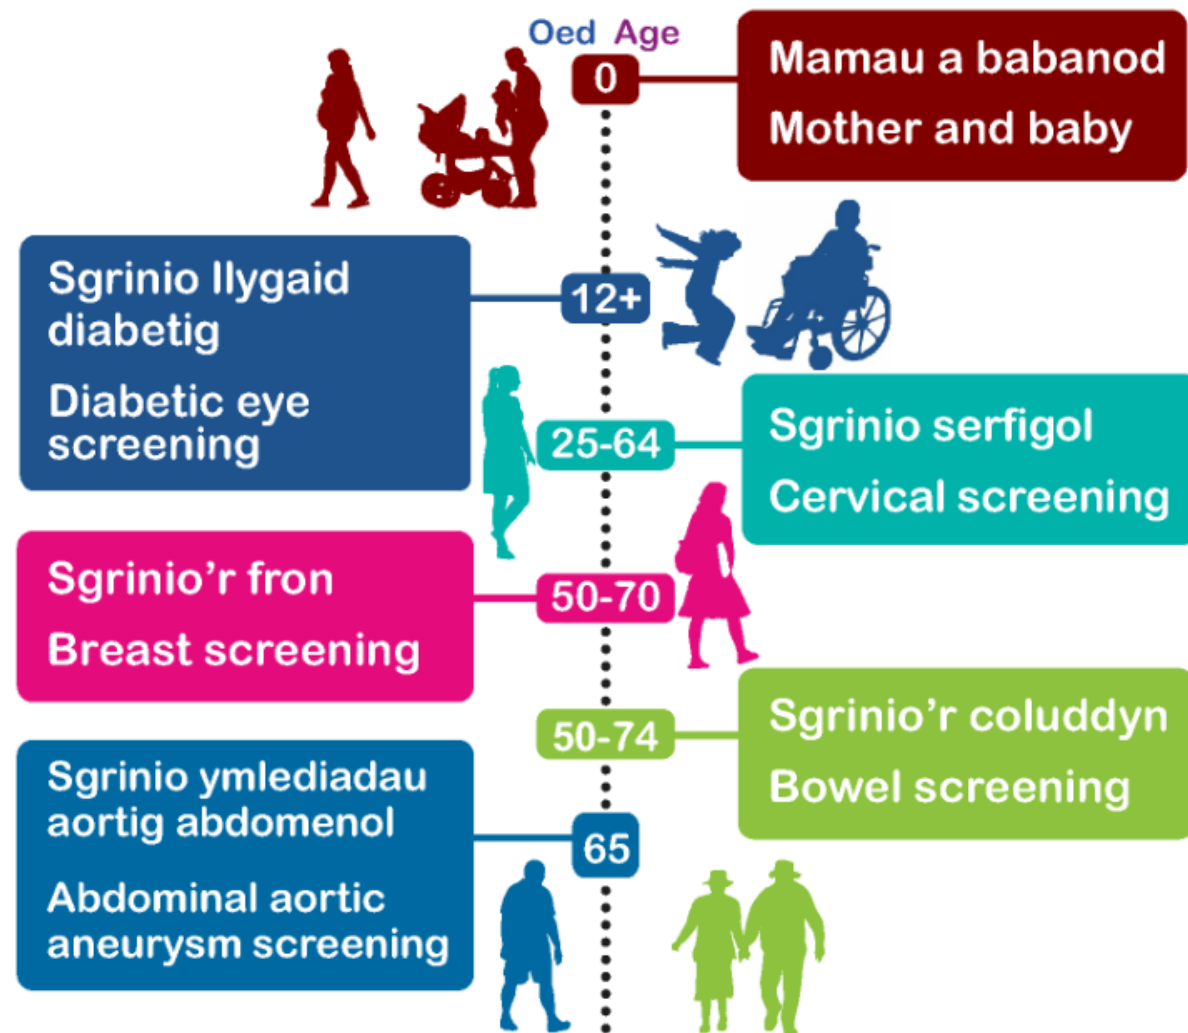 Oed Age
0
Mamau a babanod
Mother and baby
12+
Sgrinio llygaid
diabetig
Diabetic eye
screening
25-64
Sgrinio serfigol
Cervical screening
50-70
Sgrinio’r fron
Breast screening
50-74
Sgrinio’r coluddyn
Bowel screening
65
Sgrinio ymlediadau
aortig abdomenol
Abdominal aortic
aneurysm screening